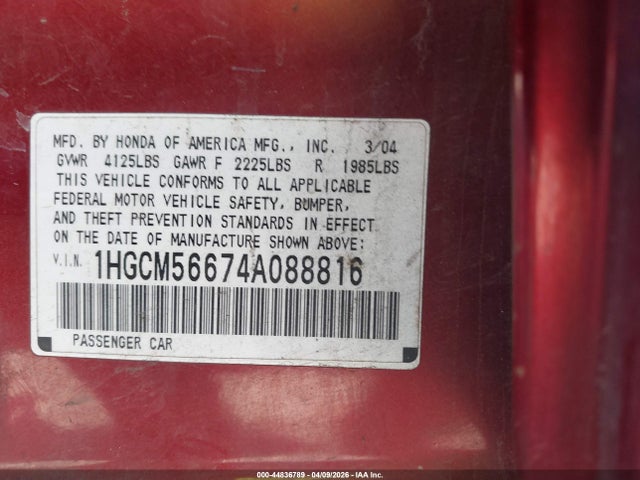 MFD. BY HONDA OF AMERICA MFG., INC. 3/04
GVWR 4125LBS GAWR F 2225LBS R 1985LBS
THIS VEHICLE CONFORMS TO ALL APPLICABLE
FEDERAL MOTOR VEHICLE SAFETY, BUMPER,
AND THEFT PREVENTION STANDARDS IN EFFECT
ON THE DATE OF MANUFACTURE SHOWN ABOVE:
V.I.N. 1HGCM56674A088816
PASSENGER CAR
000-44836789 - 04/09/2026 - IAA Inc.